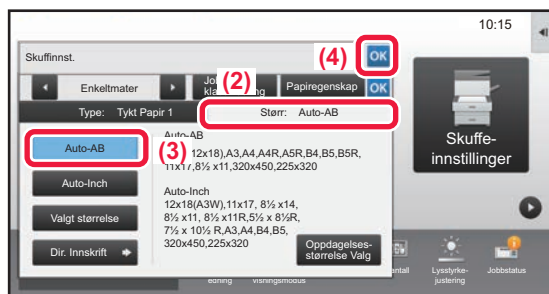 10:15
(4)
Skuffinnst.
OK
(2)
Enkeltmater
Papiregenskap
OK
Type: Tykt Papir 1
Størr: Auto-AB
Auto-AB
(3)
Auto-AB
12x18),A3,A4,A4R,A5R,B4,B5,B5R,
11x17,8½ x11,320x450,225x320
Auto-Inch
Auto-Inch
12x18(A3W),11x17, 8½ x14,
8½ x11, 8½ x11R,5½ x 8½R,
7½ x 10½ R,A3,A4,B4,B5,
320x450,225x320
Valgt størrelse
Dir. Innskrift
Oppdagelses-
størrelse Valg
Skuffe-
innstillinger
Lysstyrke-
justering
Jobbstatus
visningsmodus